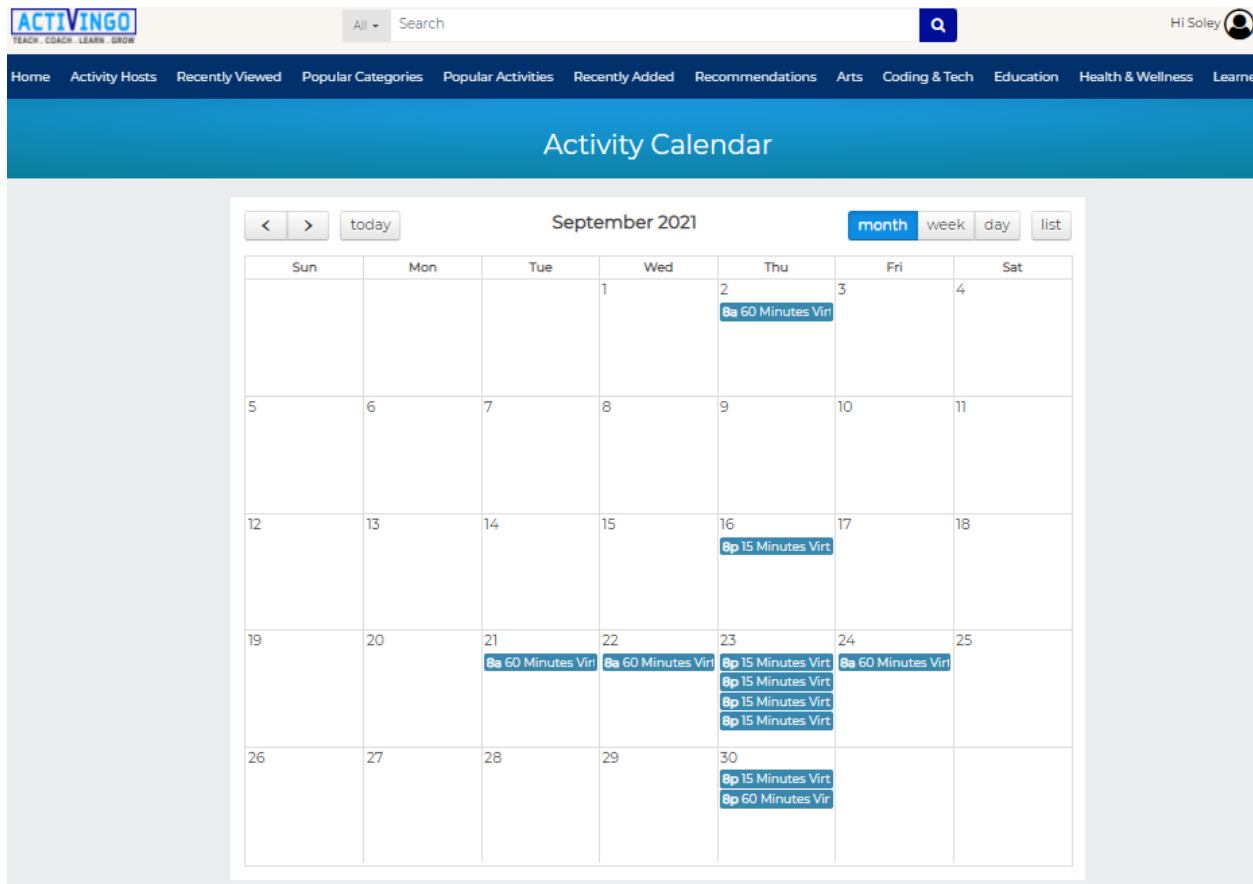 ACTIVINGO
TEACH . COACH . LEARN . GROW
All Search
Hi Soley
Home Activity Hosts Recently Viewed Popular Categories Popular Activities Recently Added Recommendations Arts Coding & Tech Education Health & Wellness Learne
Activity Calendar
< > today September 2021 month week day list
Sun Mon Tue Wed Thu Fri Sat
1 2 3 4
8a 60 Minutes Virt
5 6 7 8 9 10 11
12 13 14 15 16 17 18
8p 15 Minutes Virt
19 20 21 22 23 24 25
8a 60 Minutes Virt 8a 60 Minutes Virt 8p 15 Minutes Virt 8a 60 Minutes Virt
8p 15 Minutes Virt
8p 15 Minutes Virt
8p 15 Minutes Virt
26 27 28 29 30
8p 15 Minutes Virt
8p 60 Minutes Vir